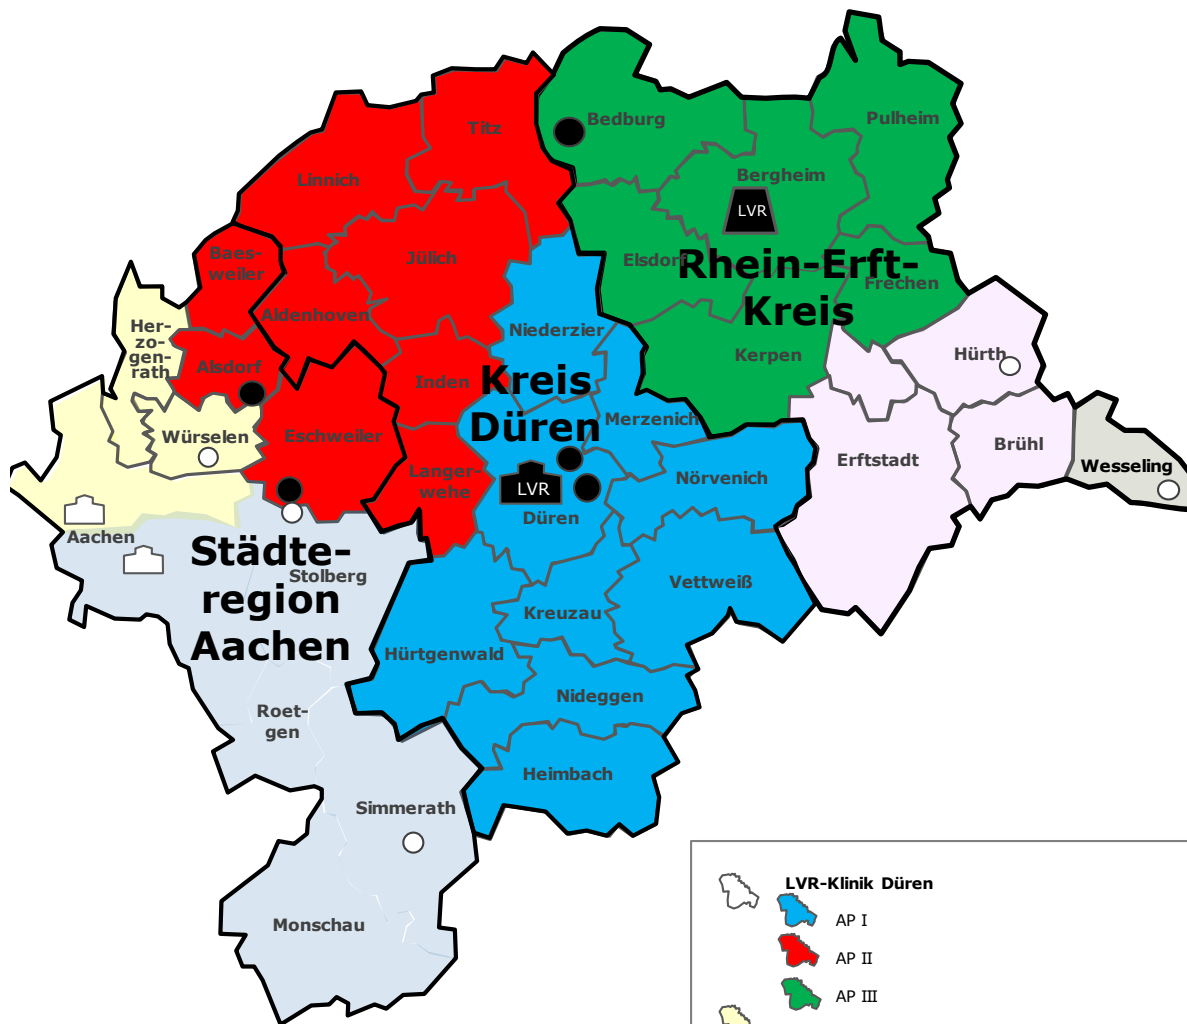 Titz
Bedburg
Pulheim
Linnich
Bergheim
LVR
Baes-
weiler
Jülich
Elsdorf
Rhein-Erft-
Kreis
Frechen
Aldenhoven
Niederzier
Her-
zo-
gen-
rath
Kerpen
Hürth
Alsdorf
Inden
Kreis
Düren
Merzenich
Würselen
Eschweiler
Brühl
Erftstadt
Wesseling
Langer-
wehe
Nörvenich
LVR
Düren
Aachen
Städte-
region
Aachen
Stolberg
Vettweiß
Kreuzau
Hürtgenwald
Nideggen
Roet-
gen
Heimbach
Simmerath
Monschau
LVR-Klinik Düren
AP I
AP II
AP III